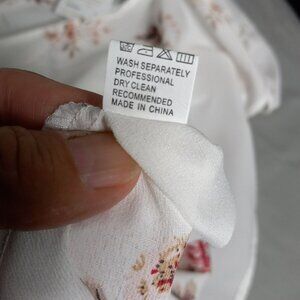 WASH SEPARATELY
PROFESSIONAL
DRY CLEAN
RECOMMENDED
MADE IN CHINA